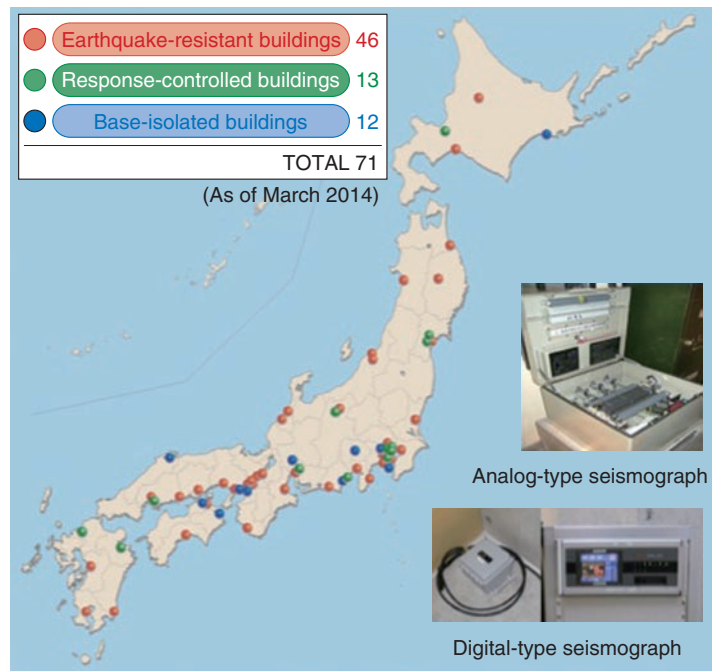 Earthquake-resistant buildings 46
Response-controlled buildings 13
Base-isolated buildings 12
TOTAL 71
(As of March 2014)
Analog-type seismograph
Digital-type seismograph